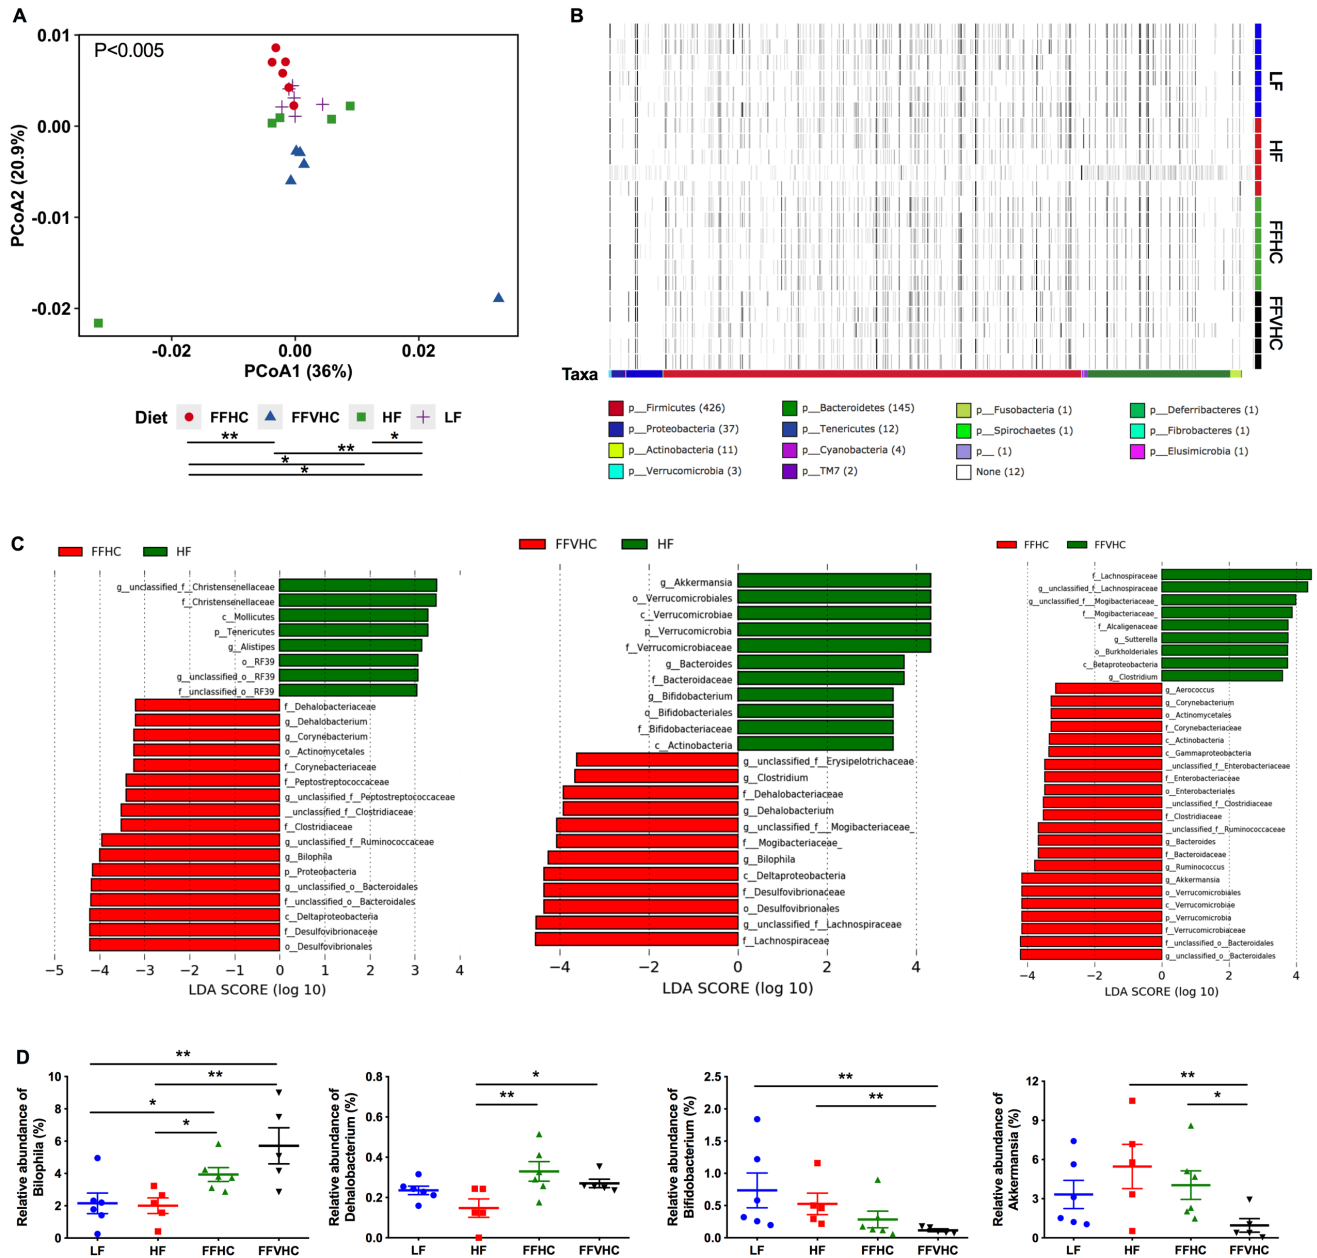 A
P<0.005
0.01
0.00
-0.01
-0.02
PCoA2 (20.9%)
-0.02
0.00
0.02
PCoA1 (36%)
Diet
FFHC
FFVHC
HF
LF
**
*
**
*
*
B
LF
HF
FFHC
FFVHC
Taxa
p__Firmicutes (426)
p__Bacteroidetes (145)
p__Fusobacteria (1)
p__Deferribacteres (1)
p__Proteobacteria (37)
p__Tenericutes (12)
p__Spirochaetes (1)
p__Fibrobacteres (1)
p__Actinobacteria (11)
p__Cyanobacteria (4)
p__ (1)
p__Elusimicrobia (1)
p__Verrucomicrobia (3)
p__TM7 (2)
None (12)
C
FFHC
HF
g__unclassified_f__Christensenellaceae
f__Christensenellaceae
c__Mollicutes
p__Tenericutes
g__Alistipes
o__RF39
g__unclassified_o__RF39
f__unclassified_o__RF39
f__Dehalobacteriaceae
g__Dehalobacterium
g__Corynebacterium
o__Actinomycetales
f__Corynebacteriaceae
f__Peptostreptococcaceae
g__unclassified_f__Peptostreptococcaceae
__unclassified_f__Clostridiaceae
f__Clostridiaceae
g__unclassified_f__Ruminococcaceae
g__Bilophila
p__Proteobacteria
g__unclassified_o__Bacteroidales
f__unclassified_o__Bacteroidales
c__Deltaproteobacteria
f__Desulfovibrionaceae
o__Desulfovibrionales
−5
−4
−3
−2
−1
0
1
2
3
4
LDA SCORE (log 10)
FFVHC
HF
g__Akkermansia
o__Verrucomicrobiales
c__Verrucomicrobiae
p__Verrucomicrobia
f__Verrucomicrobiaceae
g__Bacteroides
f__Bacteroidaceae
g__Bifidobacterium
o__Bifidobacteriales
f__Bifidobacteriaceae
c__Actinobacteria
g__unclassified_f__Erysipelotrichaceae
g__Clostridium
f__Dehalobacteriaceae
g__Dehalobacterium
g__unclassified_f__ Mogibacteriaceae_
f__ Mogibacteriaceae_
g__Bilophila
c__Deltaproteobacteria
f__Desulfovibrionaceae
o__Desulfovibrionales
g__unclassified_f__Lachnospiraceae
f__Lachnospiraceae
−4
−2
0
2
4
LDA SCORE (log 10)
FFHC
FFVHC
f__Lachnospiraceae
g__unclassified_f__Lachnospiraceae
g__unclassified_f__ Mogibacteriaceae_
f__ Mogibacteriaceae_
f__Alcaligenaceae
g__Sutterella
o__Burkholderiales
c__Betaproteobacteria
g__Clostridium
g__Aerococcus
g__Corynebacterium
o__Actinomycetales
f__Corynebacteriaceae
c__Actinobacteria
c__Gammaproteobacteria
__unclassified_f__Enterobacteriaceae
f__Enterobacteriaceae
o__Enterobacteriales
__unclassified_f__Clostridiaceae
f__Clostridiaceae
__unclassified_f__Ruminococcaceae
g__Bacteroides
f__Bacteroidaceae
g__Ruminococcus
g__Akkermansia
o__Verrucomicrobiales
c__Verrucomicrobiae
p__Verrucomicrobia
f__Verrucomicrobiaceae
f__unclassified_o__Bacteroidales
g__unclassified_o__Bacteroidales
−4
−2
0
2
4
LDA SCORE (log 10)
D
Relative abundance of
Bilophila (%)
10
8
6
4
2
0
**
**
*
*
LF
HF
FFHC
FFVHC
Relative abundance of
Dehalobacterium (%)
0.8
0.6
0.4
0.2
0.0
*
**
LF
HF
FFHC
FFVHC
Relative abundance of
Bifidobacterium (%)
2.5
2.0
1.5
1.0
0.5
0.0
**
**
LF
HF
FFHC
FFVHC
Relative abundance of
Akkermansia (%)
12
9
6
3
0
**
*
LF
HF
FFHC
FFVHC